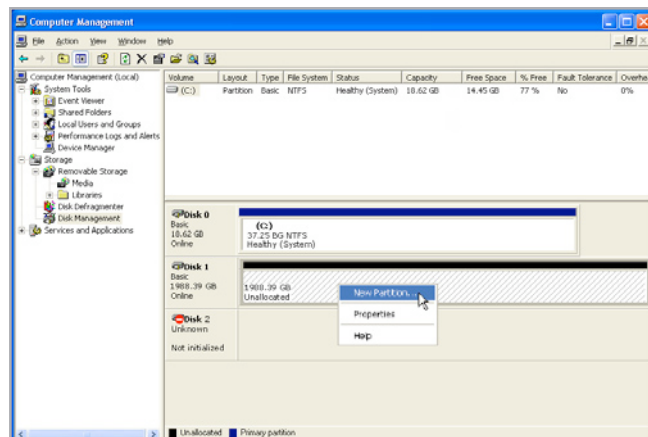 Computer Management
File Action View Window Help
Computer Management (Local)
System Tools
Event Viewer
Shared Folders
Local Users and Groups
Performance Logs and Alerts
Device Manager
Storage
Removable Storage
Media
Libraries
Disk Defragmenter
Disk Management
Services and Applications
Volume Layout Type File System Status Capacity Free Space % Free Fault Tolerance Overhe
(C:) Partition Basic NTFS Healthy (System) 18.62 GB 14.45 GB 77 % No 0%
Disk 0
Basic
18.62 GB
Online
(C:)
37.25 BG NTFS
Healthy (System)
Disk 1
Basic
1988.39 GB
Online
1988.39 GB
Unallocated
New Partition...
Properties
Help
Disk 2
Unknown
Not initialized
Unallocated Primary partition